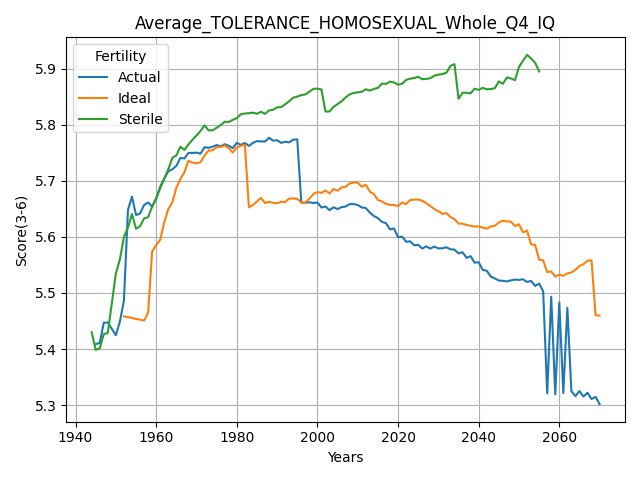 Average_TOLERANCE_HOMOSEXUAL_Whole_Q4_IQ
Fertility
Actual
Ideal
Sterile
Score(3-6)
5.9
5.8
5.7
5.6
5.5
5.4
5.3
1940
1960
1980
2000
2020
2040
2060
Years